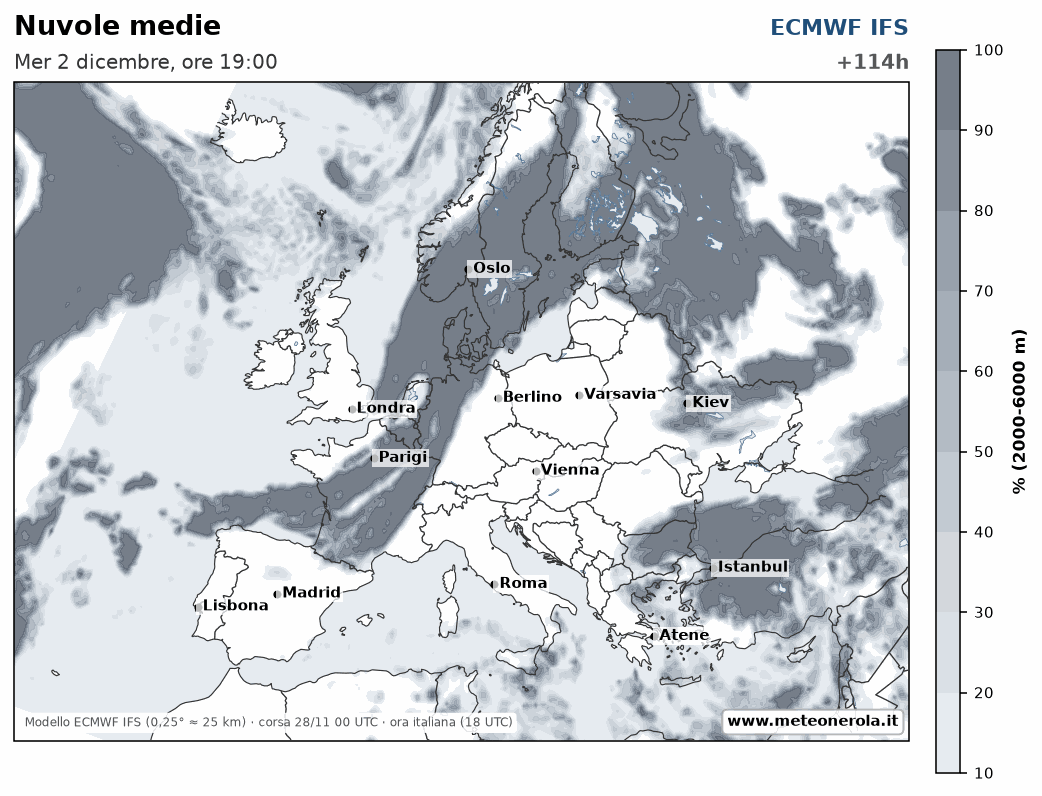 Nuvole medie
ECMWF IFS
Mer 2 dicembre, ore 19:00
+114h
100
90
80
70
60
50
40
30
20
10
% (2000-6000 m)
Oslo
Londra
Berlino
Varsavia
Kiev
Parigi
Vienna
Istanbul
Roma
Madrid
Lisbona
Atene
Modello ECMWF IFS (0,25° ≈ 25 km) · corsa 28/11 00 UTC · ora italiana (18 UTC)
www.meteonerola.it